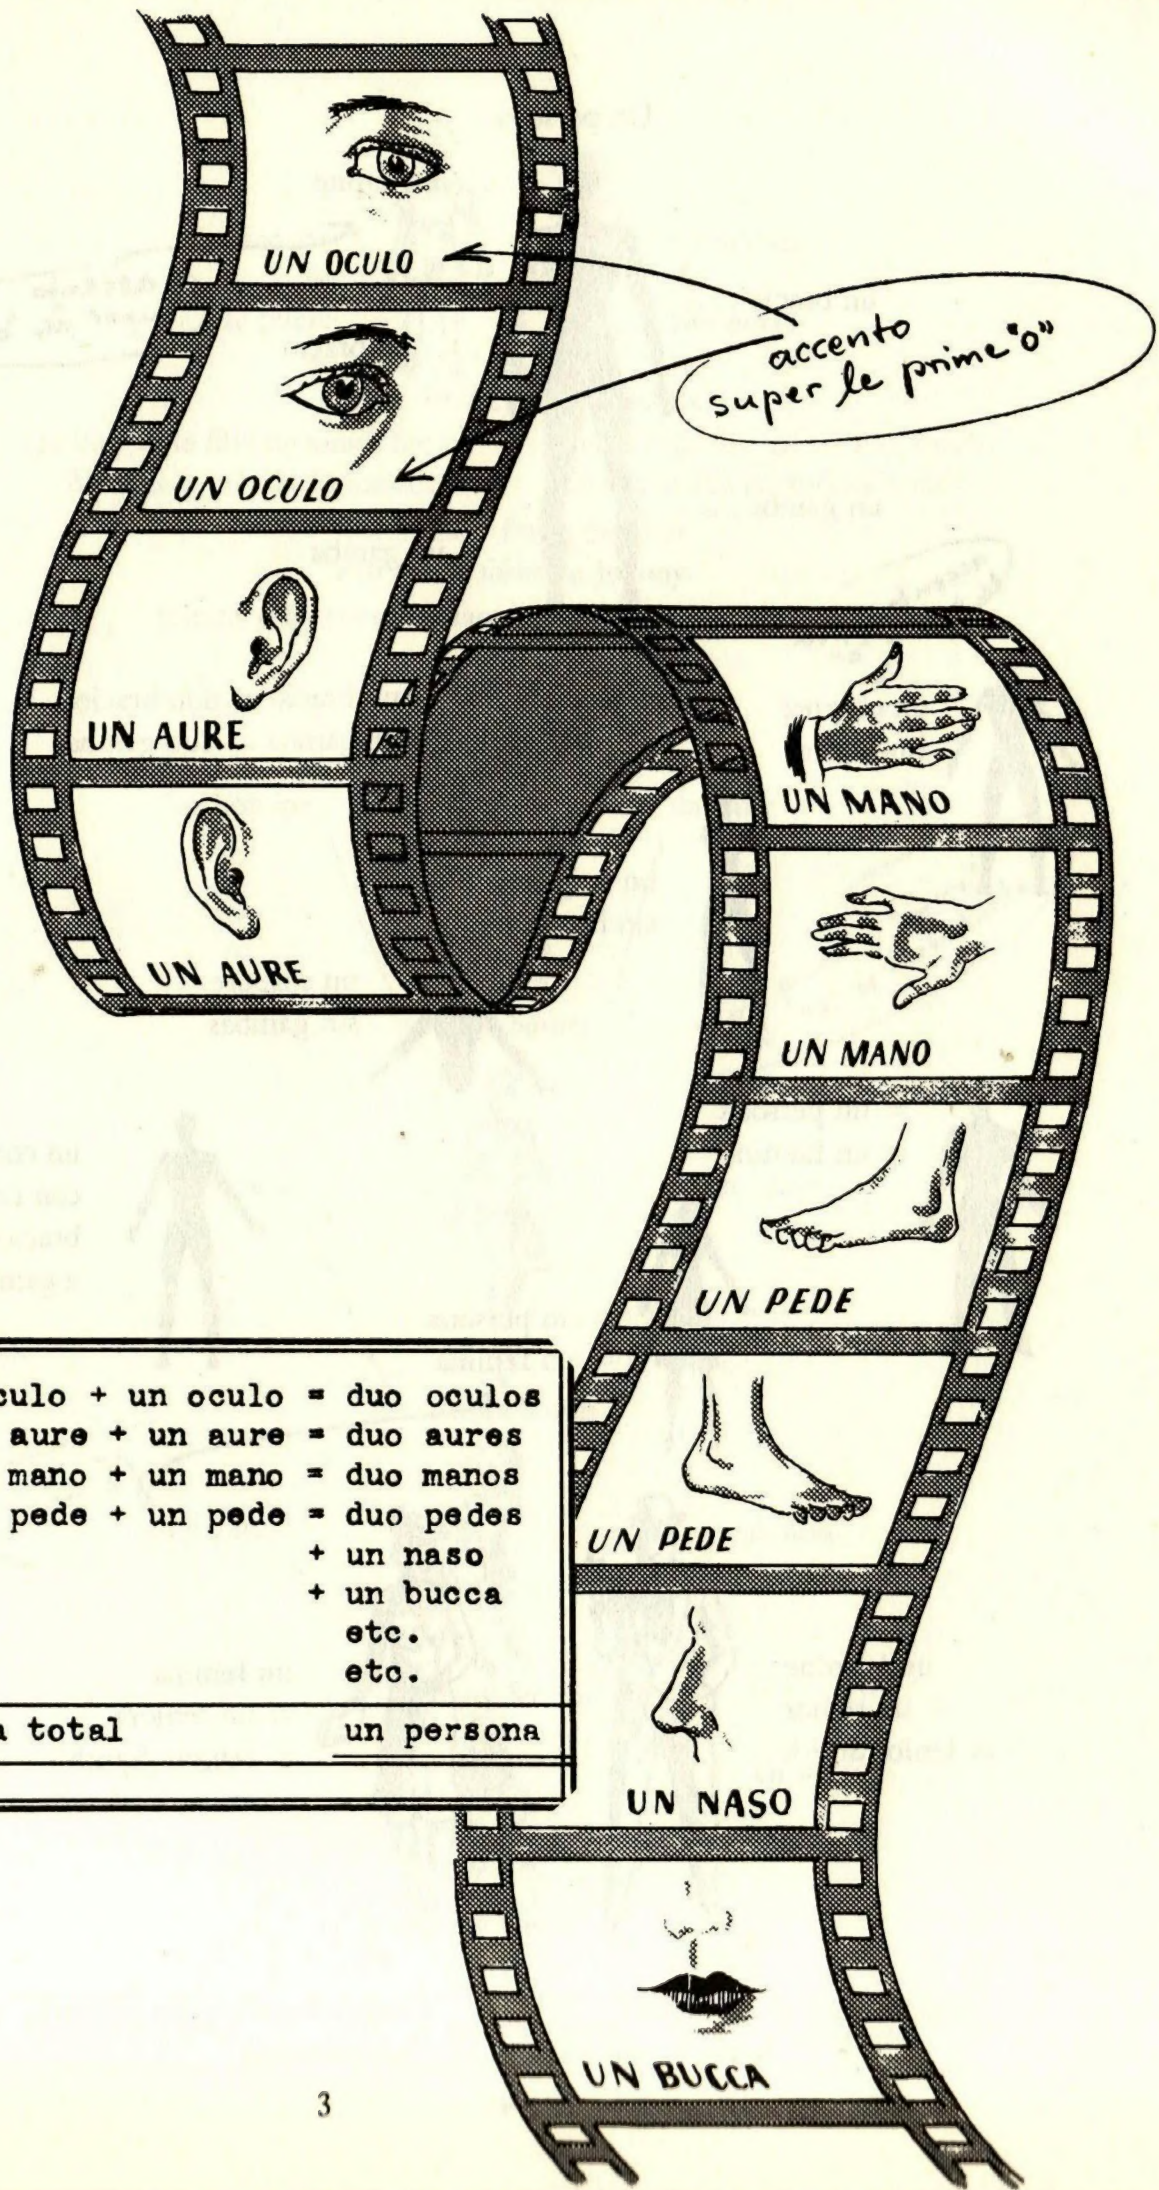 UN OCULO
accento
super le prime "o"
UN OCULO
UN AURE
UN AURE
UN MANO
UN MANO
UN PEDE
UN PEDE
UN NASO
UN BUCCA
culo + un oculo = duo oculos
aure + un aure = duo aures
mano + un mano = duo manos
pede + un pede = duo pedes
+ un naso
+ un bucca
etc.
etc.
total un persona
3